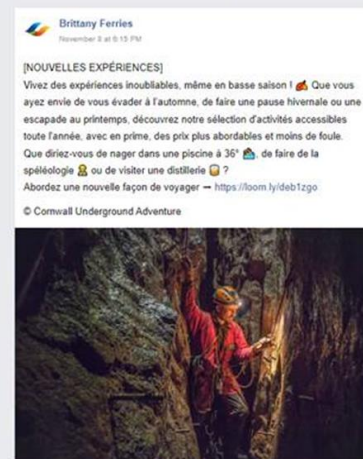 Brittany Ferries
November 8 at 6:15 PM
[NOUVELLES EXPÉRIENCES]
Vivez des expériences inoubliables, même en basse saison ! 🍂 Que vous
ayez envie de vous évader à l'automne, de faire une pause hivernale ou une
escapade au printemps, découvrez notre sélection d'activités accessibles
toute l'année, avec en prime, des prix plus abordables et moins de foule.
Que diriez-vous de nager dans une piscine à 36°, de faire de la
spéléologie ou de visiter une distillerie ?
Abordez une nouvelle façon de voyager ➡ https://loom.ly/deb1zgo
© Cornwall Underground Adventure